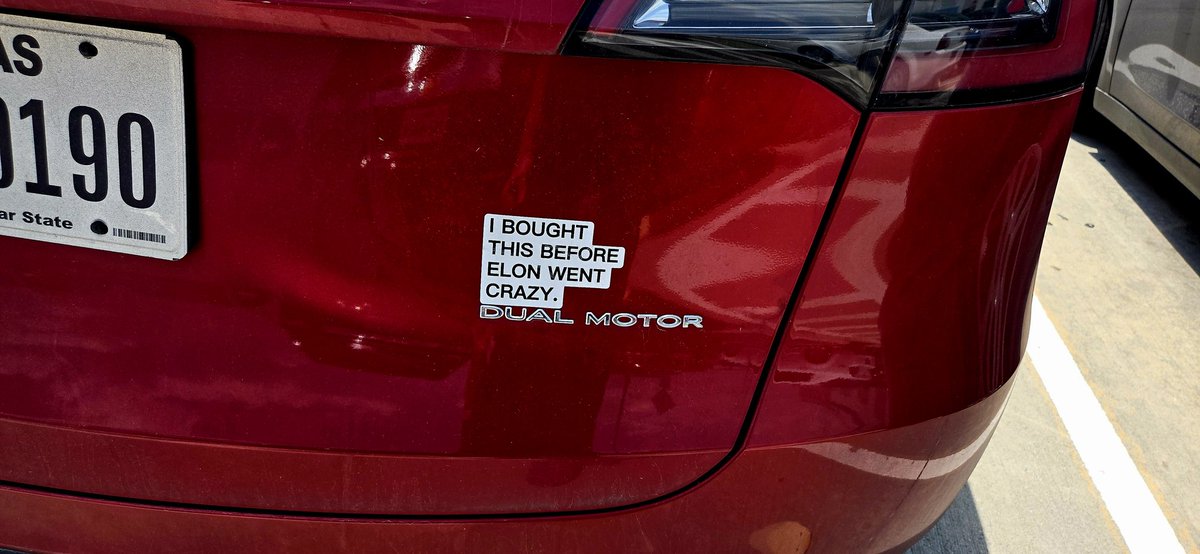 AS
0190
ar State
I BOUGHT
THIS BEFORE
ELON WENT
CRAZY.
DUAL MOTOR